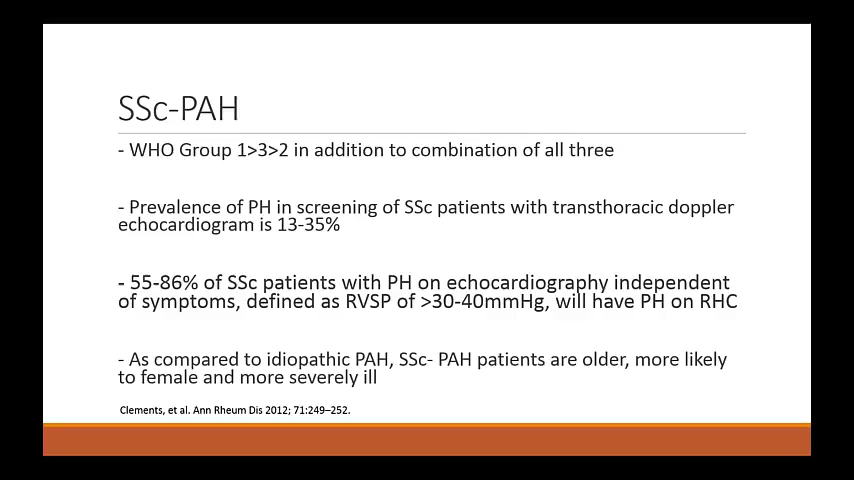 SSc-PAH
- WHO Group 1>3>2 in addition to combination of all three
- Prevalence of PH in screening of SSc patients with transthoracic doppler
echocardiogram is 13-35%
- 55-86% of SSc patients with PH on echocardiography independent
of symptoms, defined as RVSP of >30-40mmHg, will have PH on RHC
- As compared to idiopathic PAH, SSc- PAH patients are older, more likely
to female and more severely ill
Clements, et al. Ann Rheum Dis 2012; 71:249–252.